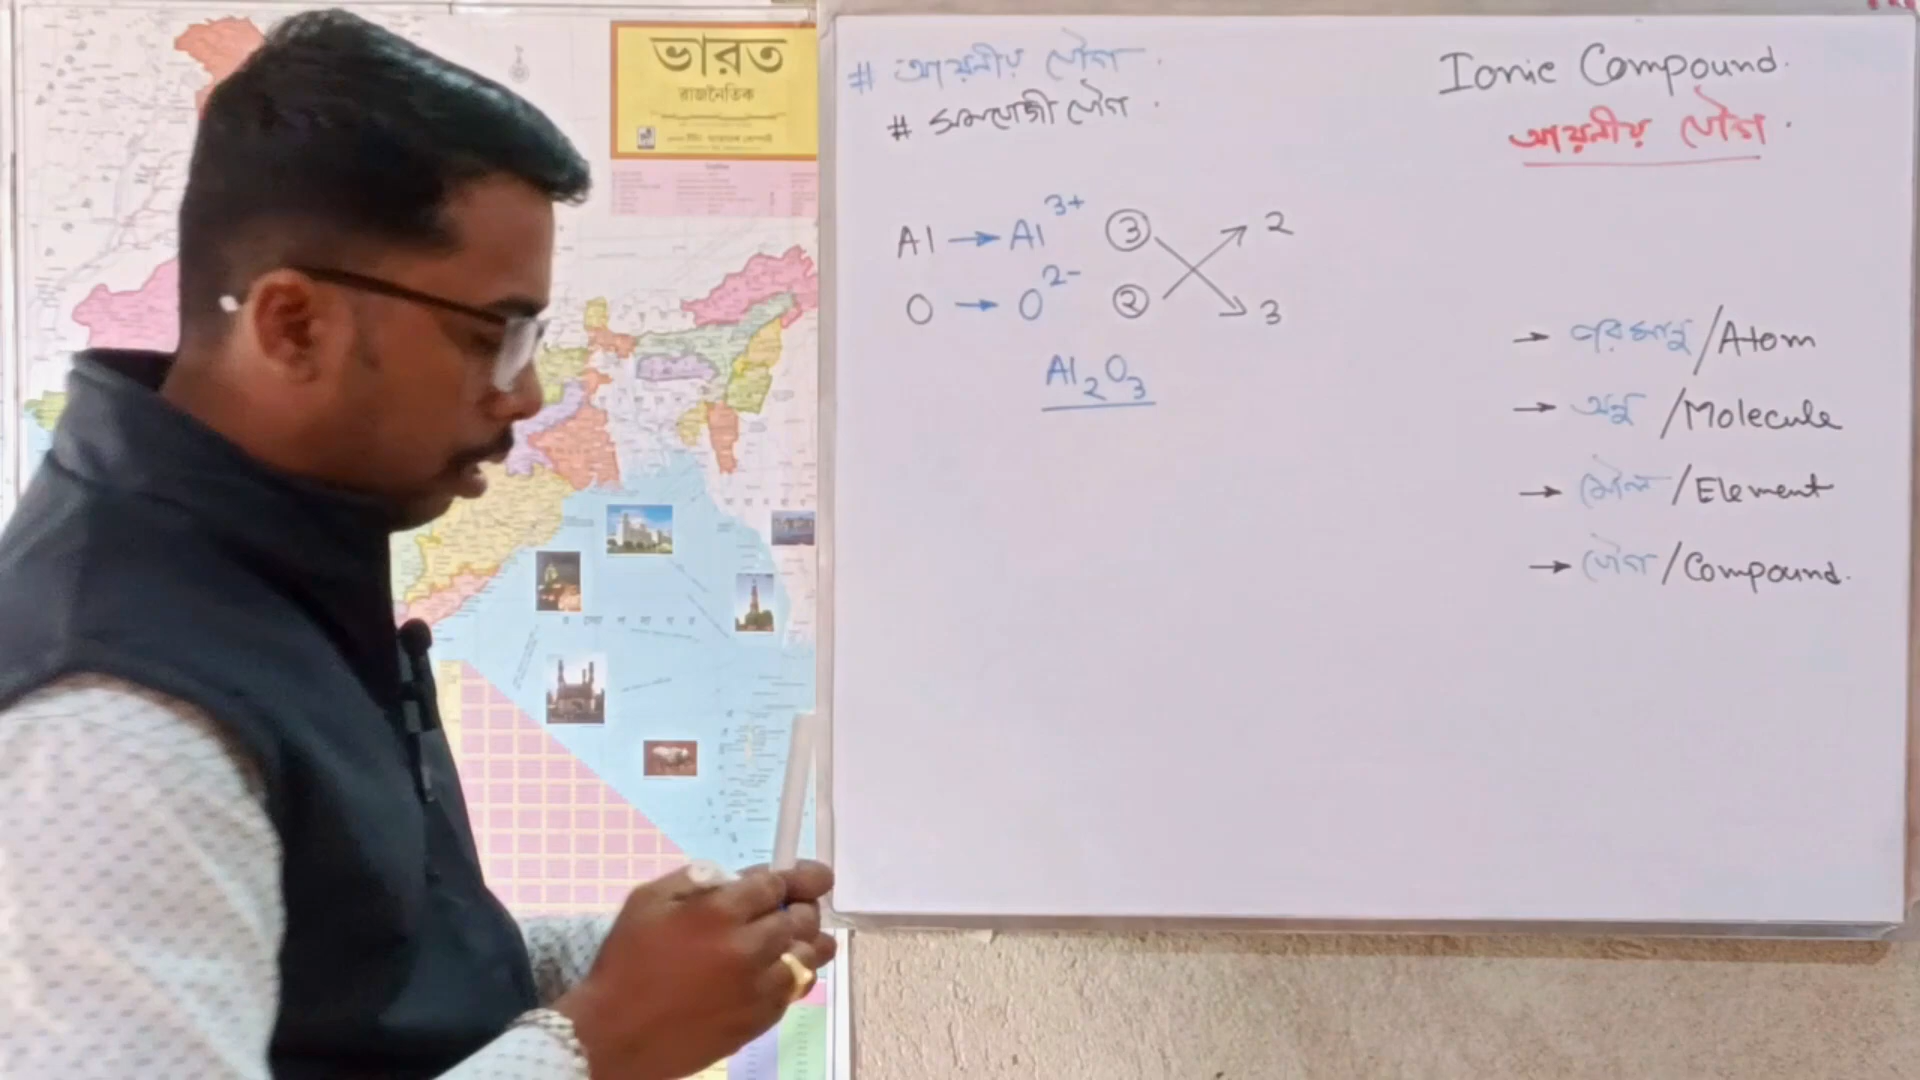 ভারত
রাজনৈতিক
# আয়নীয় যৌগ .
# সমযোজী যৌগ .
Ionic Compound.
আয়নীয় যৌগ .
Al → Al³⁺ ③ 2
O → O²⁻ ② 3
Al₂O₃
→ পরমানু / Atom
→ অনু / Molecule
→ মৌল / Element
→ যৌগ / Compound.